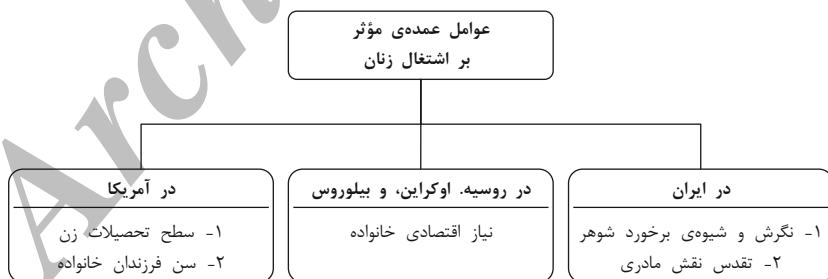 عوامل عمده‌ی مؤثر
بر اشتغال زنان
در ایران
۱- نگرش و شیوه‌ی برخورد شوهر
۲- تقدس نقش مادری
در روسیه. اوکراین، و بیلوروس
نیاز اقتصادی خانواده
در آمریکا
۱- سطح تحصیلات زن
۲- سن فرزندان خانواده
Arch